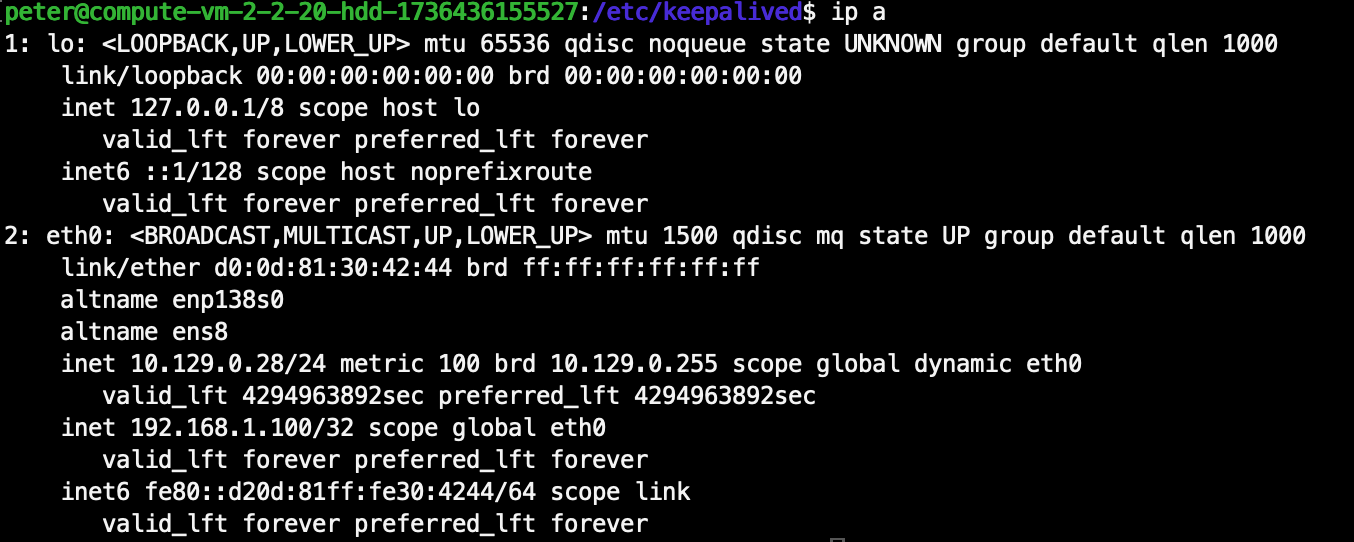 peter@compute-vm-2-2-20-hdd-1736436155527:/etc/keepalived$ ip a
1: lo: <LOOPBACK,UP,LOWER_UP> mtu 65536 qdisc noqueue state UNKNOWN group default qlen 1000
    link/loopback 00:00:00:00:00:00 brd 00:00:00:00:00:00
    inet 127.0.0.1/8 scope host lo
       valid_lft forever preferred_lft forever
    inet6 ::1/128 scope host noprefixroute
       valid_lft forever preferred_lft forever
2: eth0: <BROADCAST,MULTICAST,UP,LOWER_UP> mtu 1500 qdisc mq state UP group default qlen 1000
    link/ether d0:0d:81:30:42:44 brd ff:ff:ff:ff:ff:ff
    altname enp138s0
    altname ens8
    inet 10.129.0.28/24 metric 100 brd 10.129.0.255 scope global dynamic eth0
       valid_lft 4294963892sec preferred_lft 4294963892sec
    inet 192.168.1.100/32 scope global eth0
       valid_lft forever preferred_lft forever
    inet6 fe80::d20d:81ff:fe30:4244/64 scope link
       valid_lft forever preferred_lft forever